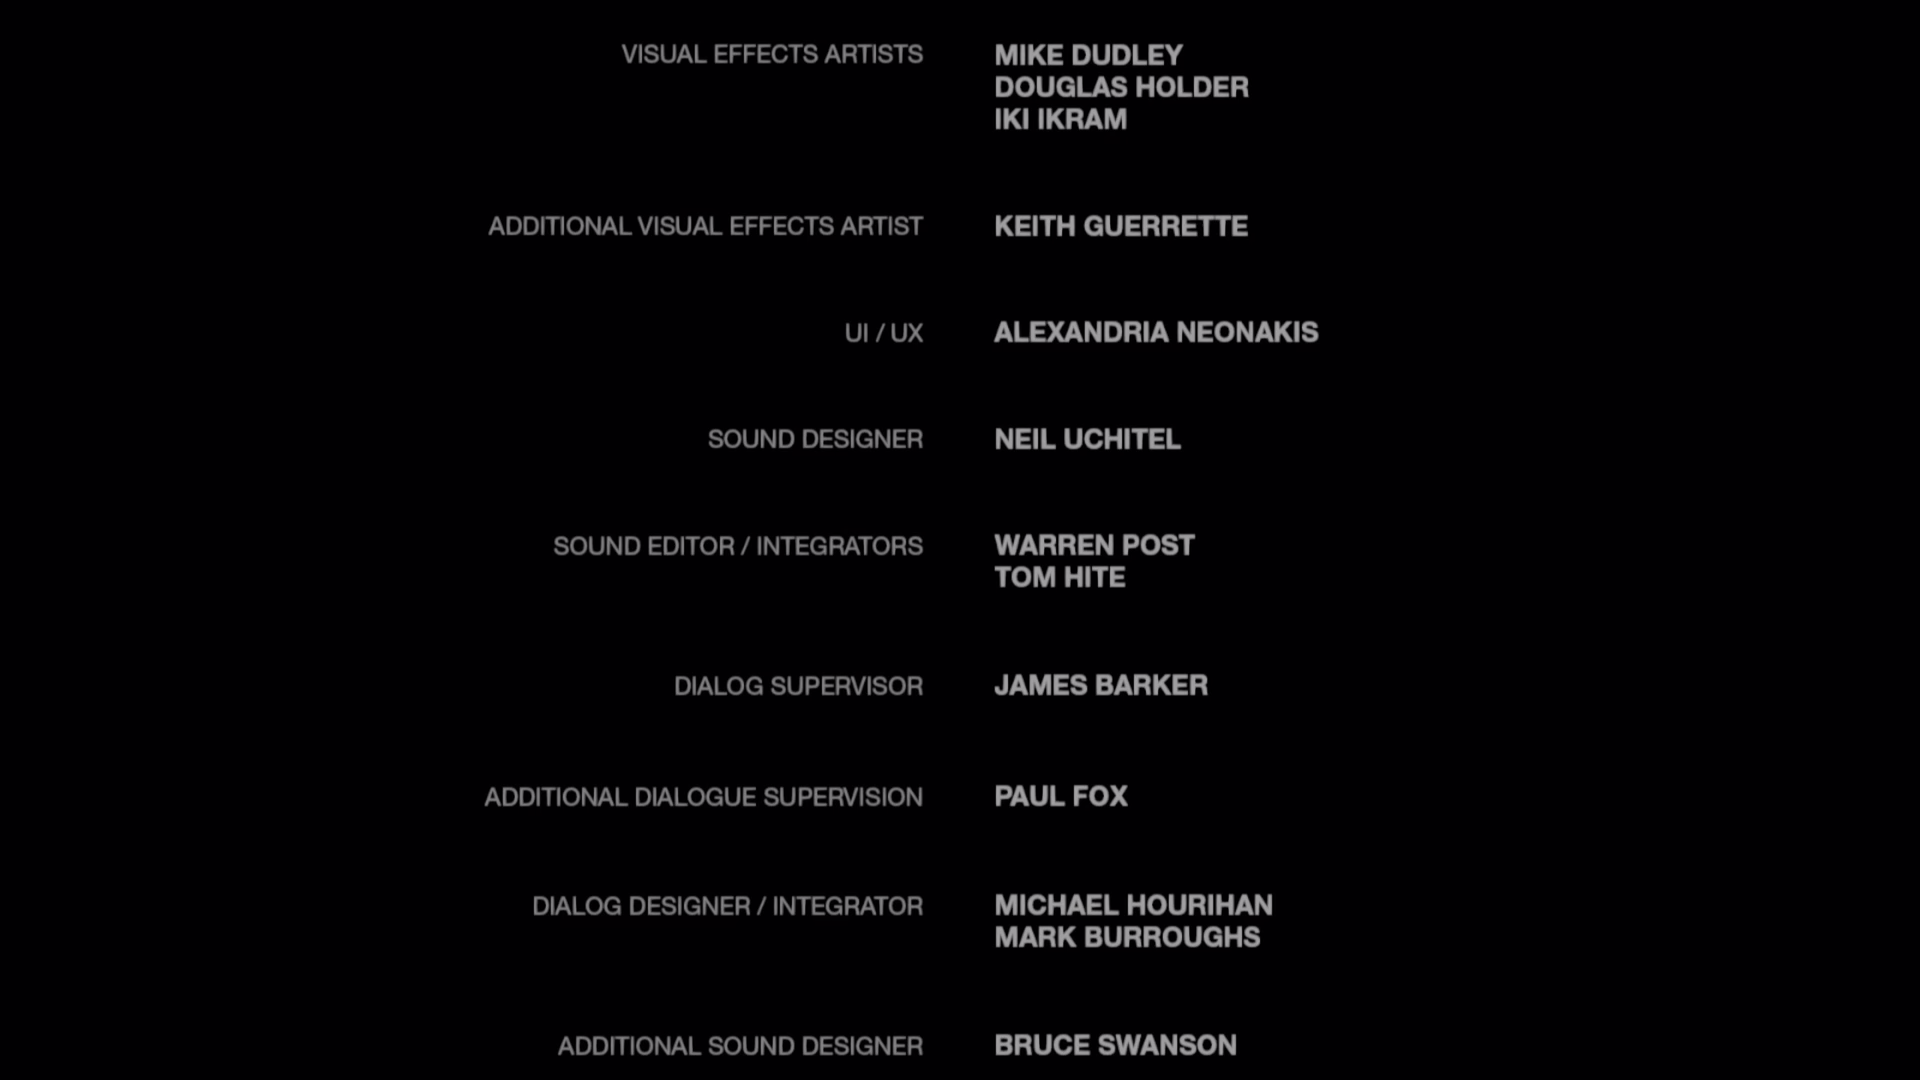 VISUAL EFFECTS ARTISTS MIKE DUDLEY
DOUGLAS HOLDER
IKI IKRAM
ADDITIONAL VISUAL EFFECTS ARTIST KEITH GUERRETTE
UI / UX ALEXANDRIA NEONAKIS
SOUND DESIGNER NEIL UCHITEL
SOUND EDITOR / INTEGRATORS WARREN POST
TOM HITE
DIALOG SUPERVISOR JAMES BARKER
ADDITIONAL DIALOGUE SUPERVISION PAUL FOX
DIALOG DESIGNER / INTEGRATOR MICHAEL HOURIHAN
MARK BURROUGHS
ADDITIONAL SOUND DESIGNER BRUCE SWANSON